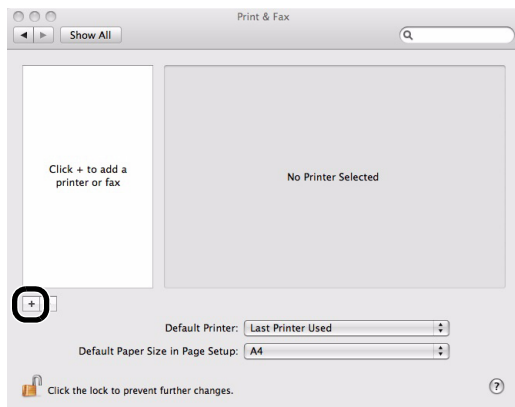 Print & Fax
Show All
Click + to add a
printer or fax
No Printer Selected
+
Default Printer: Last Printer Used
Default Paper Size in Page Setup: A4
Click the lock to prevent further changes.
?